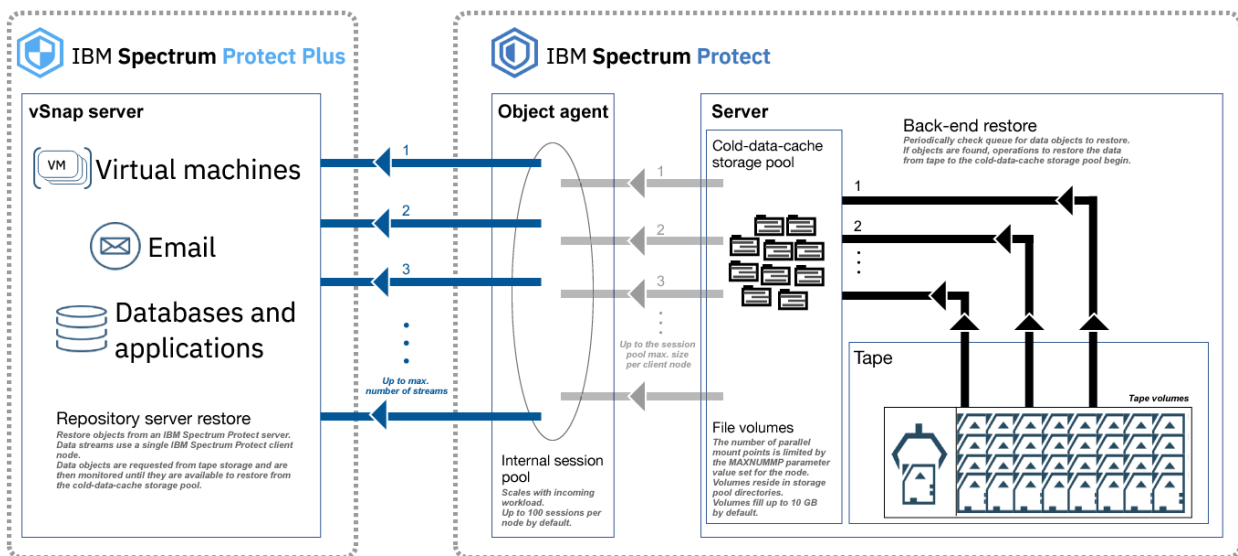 IBM Spectrum Protect Plus
vSnap server
VM
Virtual machines
Email
Databases and
applications
Repository server restore
Restore objects from an IBM Spectrum Protect server.
Data streams use a single IBM Spectrum Protect client
node.
Data objects are requested from tape storage and are
then monitored until they are available to restore from
the cold-data-cache storage pool.
1
2
3
Up to max.
number of streams
IBM Spectrum Protect
Object agent
Internal session
pool
Scales with incoming
workload.
Up to 100 sessions per
node by default.
1
2
3
Up to the session
pool max. size
per client node
Server
Cold-data-cache
storage pool
File volumes
The number of parallel
mount points is limited by
the MAXNUMMP parameter
value set for the node.
Volumes reside in storage
pool directories.
Volumes fill up to 10 GB
by default.
Back-end restore
Periodically check queue for data objects to restore.
If objects are found, operations to restore the data
from tape to the cold-data-cache storage pool begin.
1
2
Tape
Tape volumes